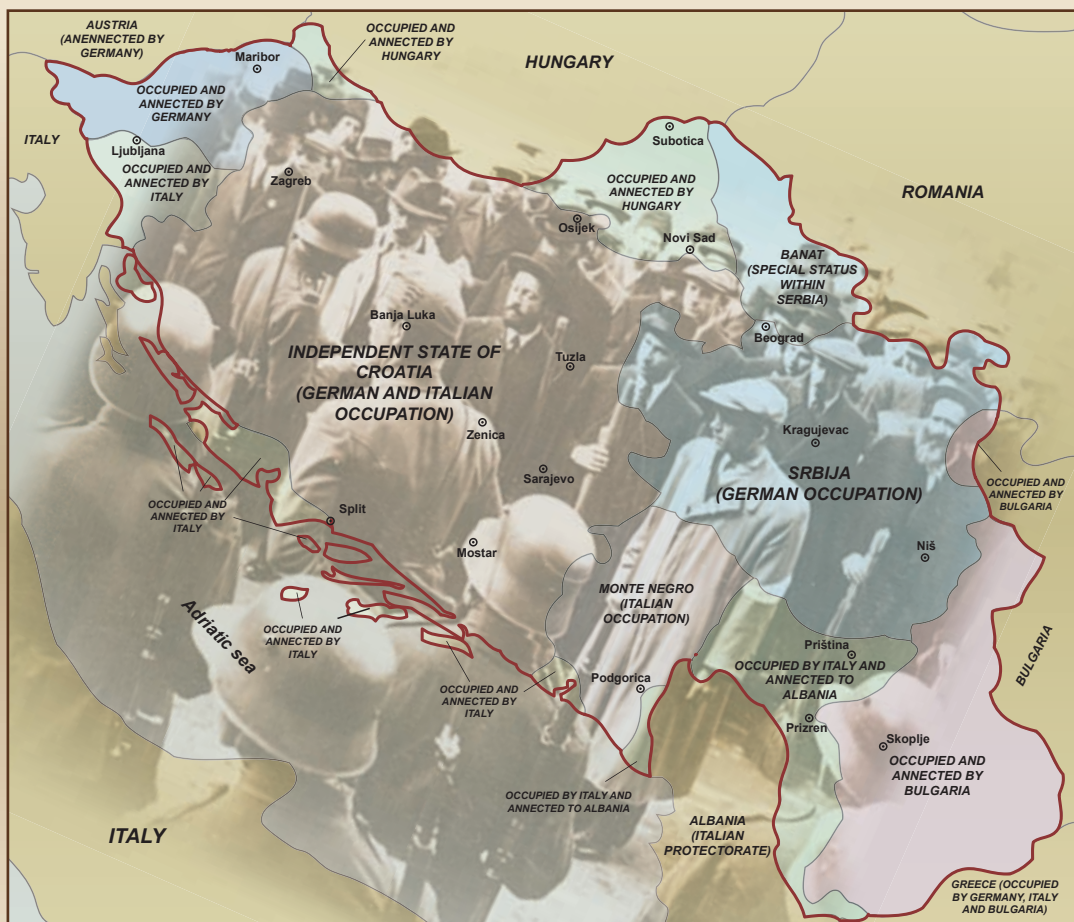 AUSTRIA
(ANENNECTED BY
GERMANY)
OCCUPIED AND
ANNECTED BY
HUNGARY
HUNGARY
Maribor
OCCUPIED AND
ANNECTED BY
GERMANY
ITALY
Ljubljana
OCCUPIED AND
ANNECTED BY
ITALY
Zagreb
Subotica
OCCUPIED AND
ANNECTED BY
HUNGARY
ROMANIA
Osijek
Novi Sad
BANAT
(SPECIAL STATUS
WITHIN
SERBIA)
Banja Luka
Beograd
INDEPENDENT STATE OF
CROATIA
(GERMAN AND ITALIAN
OCCUPATION)
Tuzla
Zenica
Kragujevac
Sarajevo
SRBIJA
(GERMAN OCCUPATION)
OCCUPIED AND
ANNECTED BY
BULGARIA
OCCUPIED AND
ANNECTED BY
ITALY
Split
Mostar
Niš
MONTE NEGRO
(ITALIAN
OCCUPATION)
Adriatic sea
OCCUPIED AND
ANNECTED BY
ITALY
BULGARIA
Priština
OCCUPIED BY ITALY AND
ANNECTED TO
ALBANIA
Podgorica
OCCUPIED AND
ANNECTED BY
ITALY
Prizren
Skoplje
OCCUPIED AND
ANNECTED BY
BULGARIA
OCCUPIED BY ITALY AND
ANNECTED TO ALBANIA
ITALY
ALBANIA
(ITALIAN
PROTECTORATE)
GREECE (OCCUPIED
BY GERMANY, ITALY
AND BULGARIA)